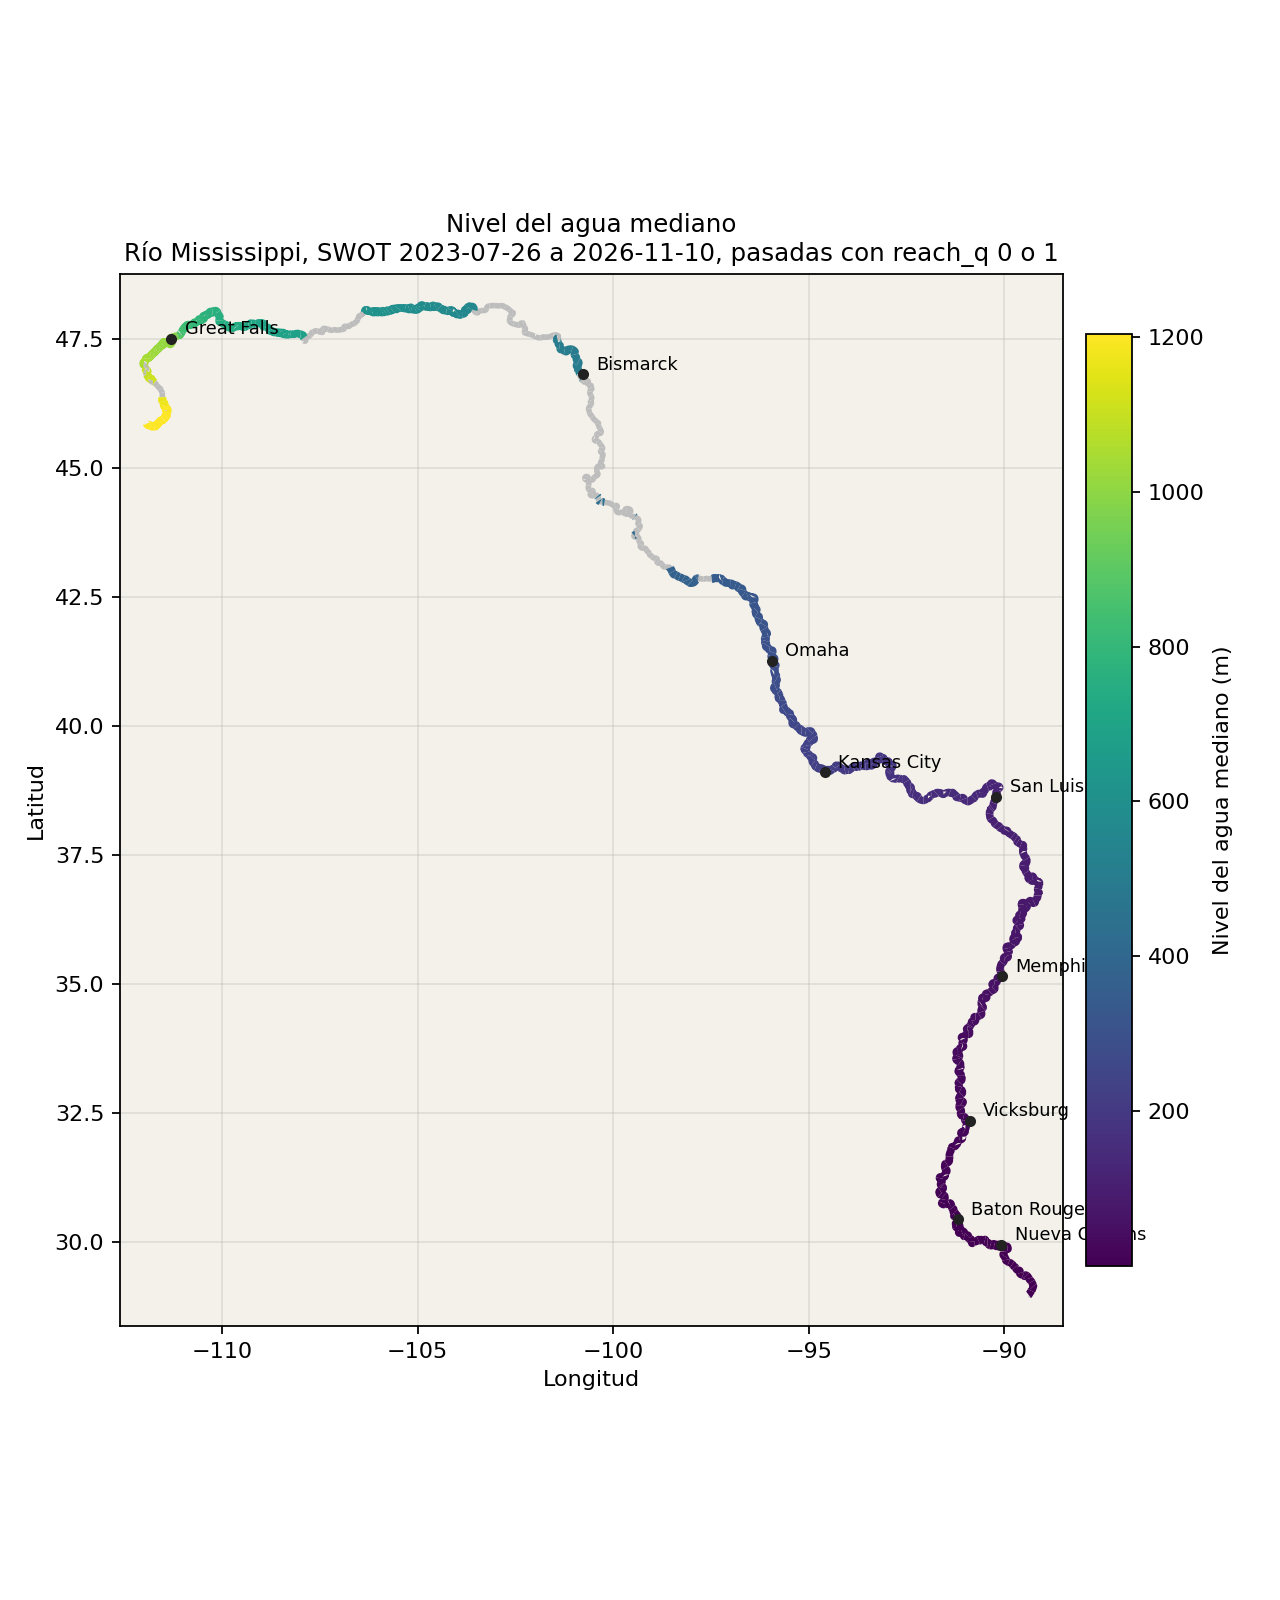 Nivel del agua mediano
Río Mississippi, SWOT 2023-07-26 a 2026-11-10, pasadas con reach_q 0 o 1
Great Falls
Bismarck
Omaha
Kansas City
San Luis
Memphi
Vicksburg
Baton Rouge
Nueva
47.5
45.0
42.5
40.0
37.5
35.0
32.5
30.0
Latitud
−110
−105
−100
−95
−90
Longitud
1200
1000
800
600
400
200
Nivel del agua mediano (m)